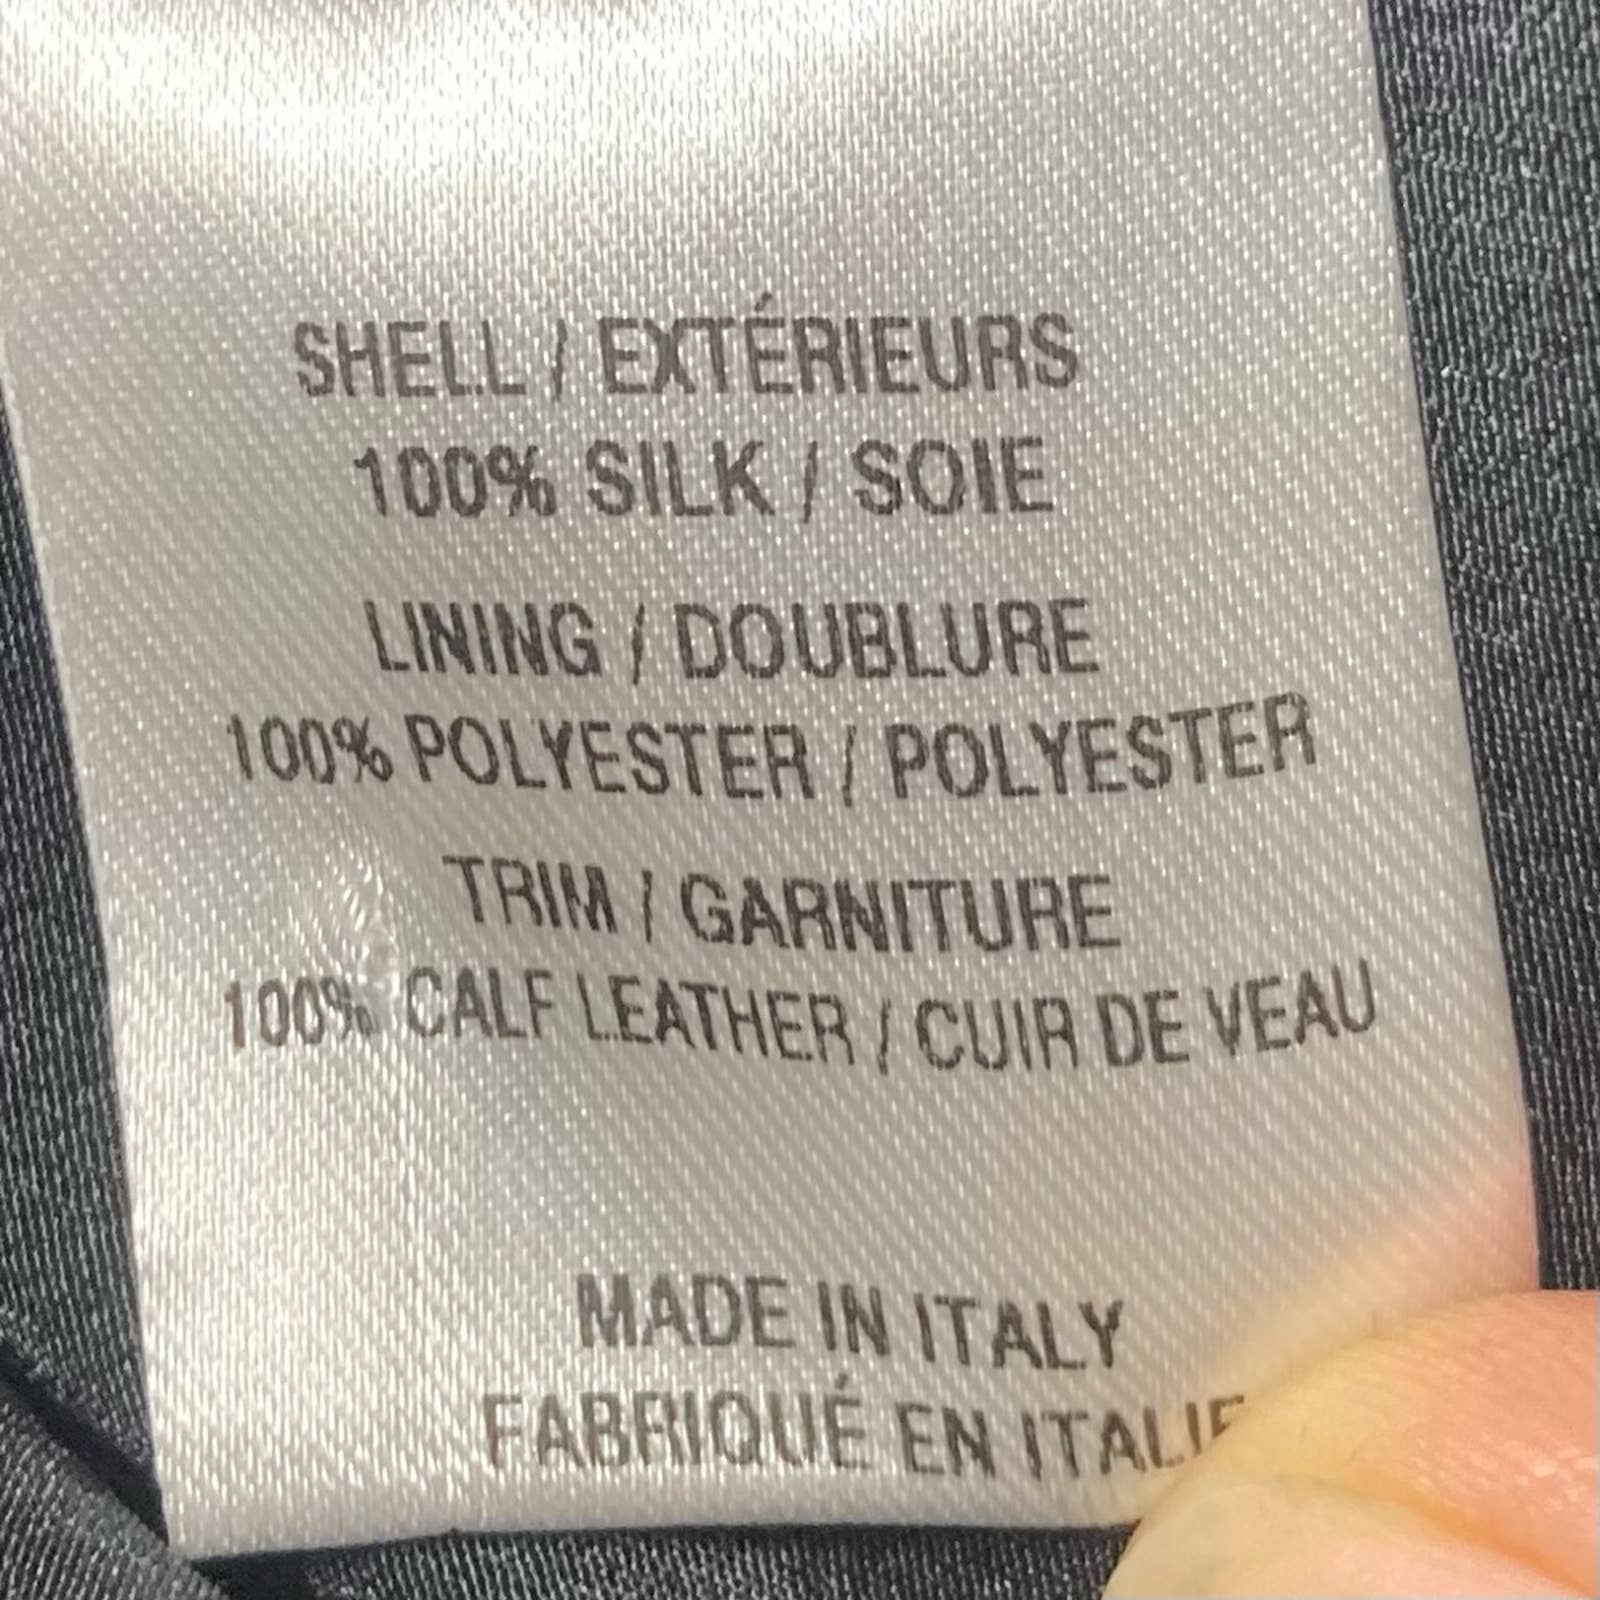 SHELL / EXTÉRIEURS
100% SILK / SOIE
LINING / DOUBLURE
100% POLYESTER / POLYESTER
TRIM / GARNITURE
100% CALF LEATHER / CUIR DE VEAU
MADE IN ITALY
FABRIQUÉ EN ITALIE